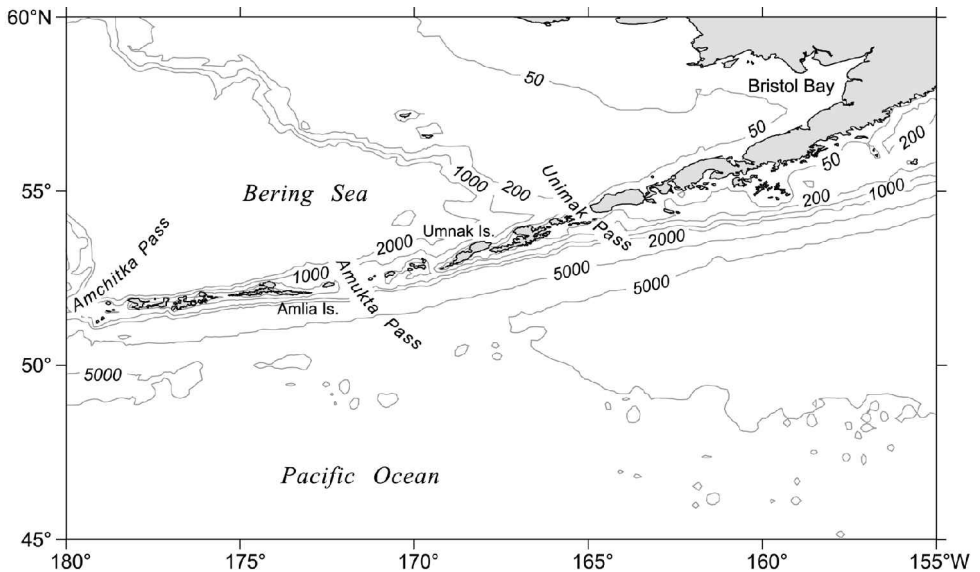 60°N
50
Bristol Bay
50
50
200
55°
1000
200
Unimak Pass
200
1000
Bering Sea
Amchitka Pass
2000
Umnak Is.
2000
1000
Amukta Pass
5000
5000
Amlia Is.
50°
5000
Pacific Ocean
45°
180°
175°
170°
165°
160°
155°W